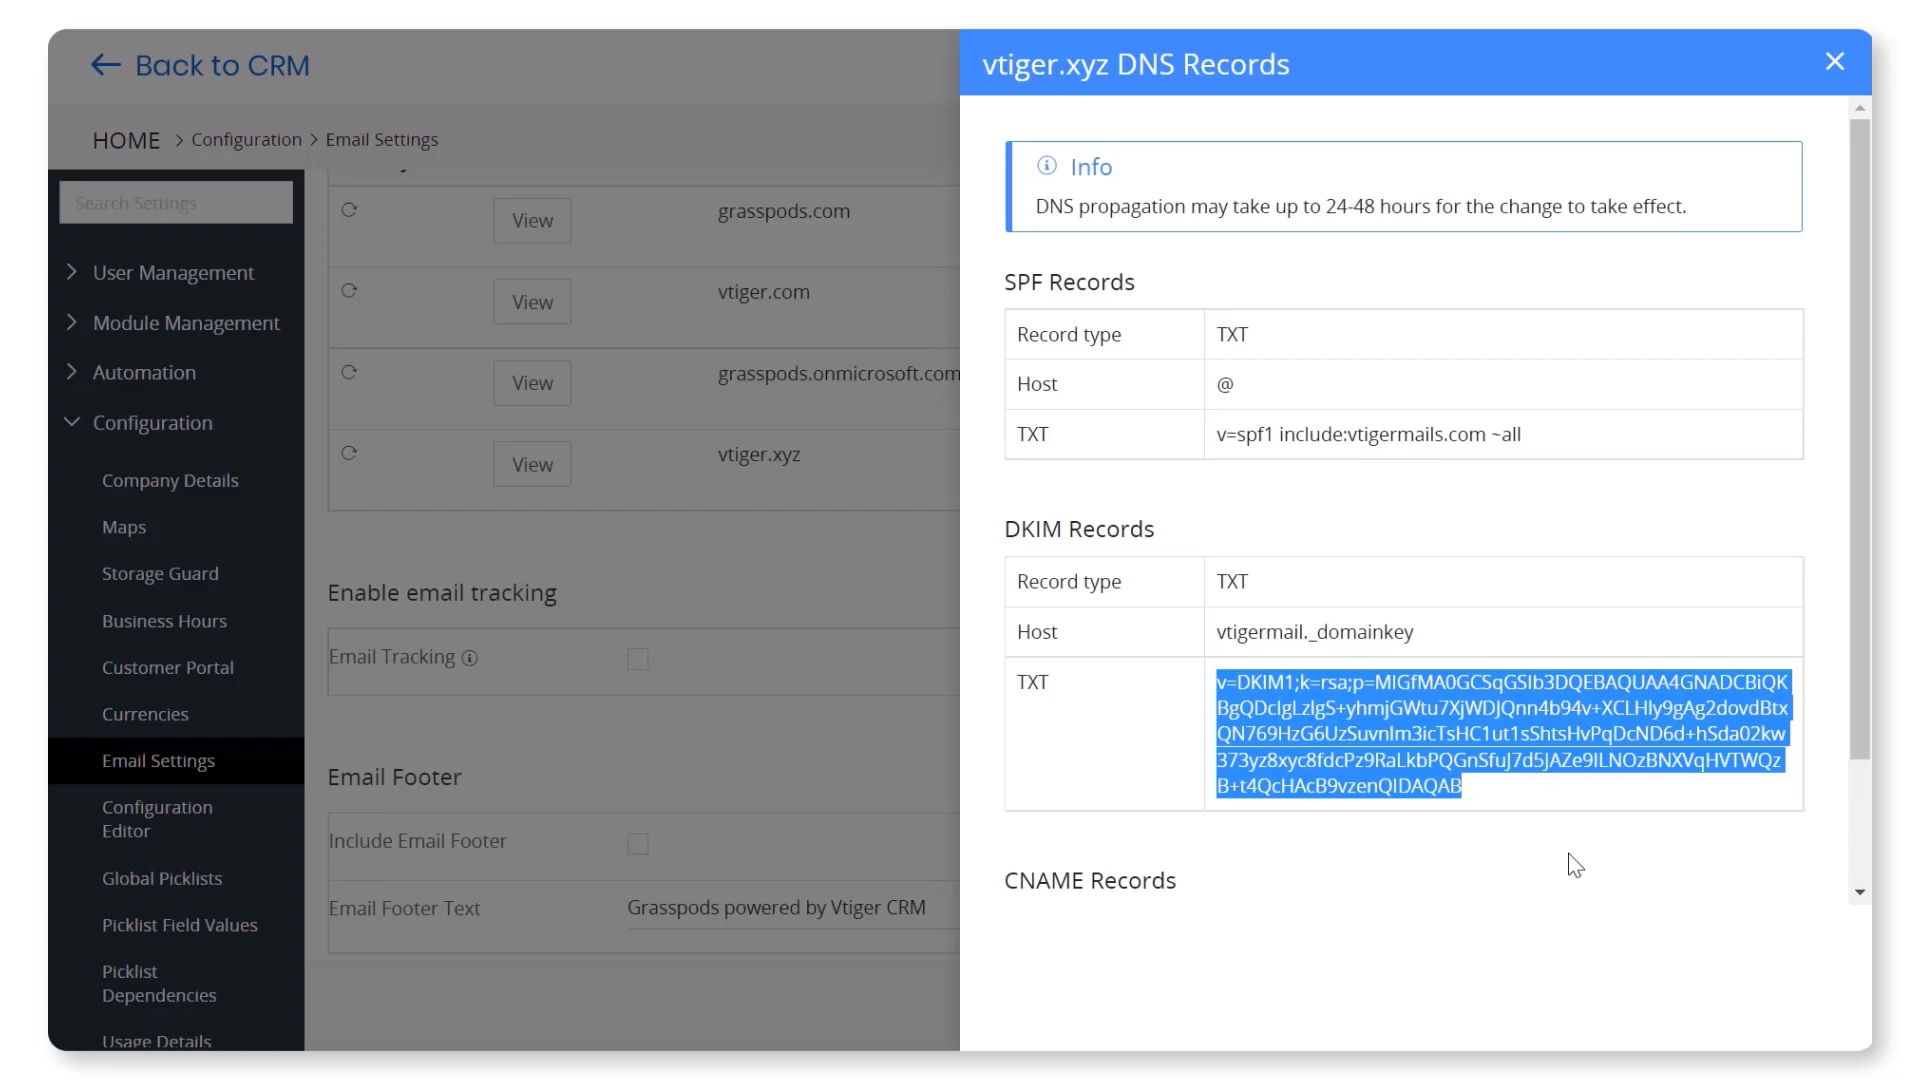 Back to CRM
HOME > Configuration > Email Settings
Search Settings
User Management
Module Management
Automation
Configuration
Company Details
Maps
Storage Guard
Business Hours
Customer Portal
Currencies
Email Settings
Configuration
Editor
Global Picklists
Picklist Field Values
Picklist
Dependencies
Usage Details
View grasspods.com
View vtiger.com
View grasspods.onmicrosoft.com
View vtiger.xyz
Enable email tracking
Email Tracking
Email Footer
Include Email Footer
Email Footer Text Grasspods powered by Vtiger CRM
vtiger.xyz DNS Records
Info
DNS propagation may take up to 24-48 hours for the change to take effect.
SPF Records
Record type TXT
Host @
TXT v=spf1 include:vtigermails.com ~all
DKIM Records
Record type TXT
Host vtigermail._domainkey
TXT v=DKIM1;k=rsa;p=MIGfMA0GCSqGSIb3DQEBAQUAA4GNADCBiQK
BgQDclgLzlgS+yhmjGWtu7XjWDJQnn4b94v+XCLHly9gAg2dovdBtx
QN769HzG6UzSuvnlm3icTsHC1ut1sShtsHvPqDcND6d+hSda02kw
373yz8xyc8fdcPz9RaLkbPQGnSfuJ7d5JAZe9ILNOzBNXVqHVTWQz
B+t4QcHAcB9vzenQIDAQAB
CNAME Records